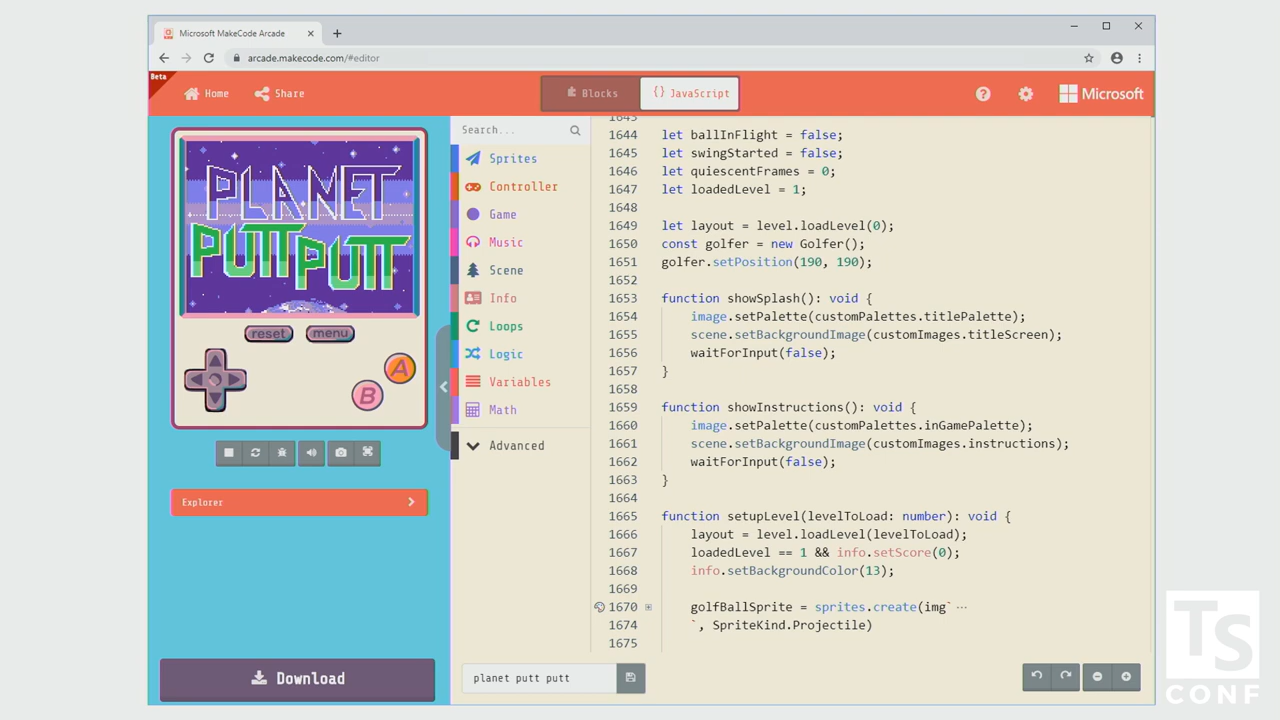 Microsoft MakeCode Arcade
arcade.makecode.com/#editor
Beta
Home
Share
Blocks
{} JavaScript
Microsoft
PLANET
PUTT PUTT
reset
menu
A
B
Explorer
Download
Search...
Sprites
Controller
Game
Music
Scene
Info
Loops
Logic
Variables
Math
Advanced
1643
1644 let ballInFlight = false;
1645 let swingStarted = false;
1646 let quiescentFrames = 0;
1647 let loadedLevel = 1;
1648
1649 let layout = level.loadLevel(0);
1650 const golfer = new Golfer();
1651 golfer.setPosition(190, 190);
1652
1653 function showSplash(): void {
1654 image.setPalette(customPalettes.titlePalette);
1655 scene.setBackgroundImage(customImages.titleScreen);
1656 waitForInput(false);
1657 }
1658
1659 function showInstructions(): void {
1660 image.setPalette(customPalettes.inGamePalette);
1661 scene.setBackgroundImage(customImages.instructions);
1662 waitForInput(false);
1663 }
1664
1665 function setupLevel(levelToLoad: number): void {
1666 layout = level.loadLevel(levelToLoad);
1667 loadedLevel == 1 && info.setScore(0);
1668 info.setBackgroundColor(13);
1669
1670 golfBallSprite = sprites.create(img` ···
1674 `, SpriteKind.Projectile)
1675
planet putt putt
TS
CONF